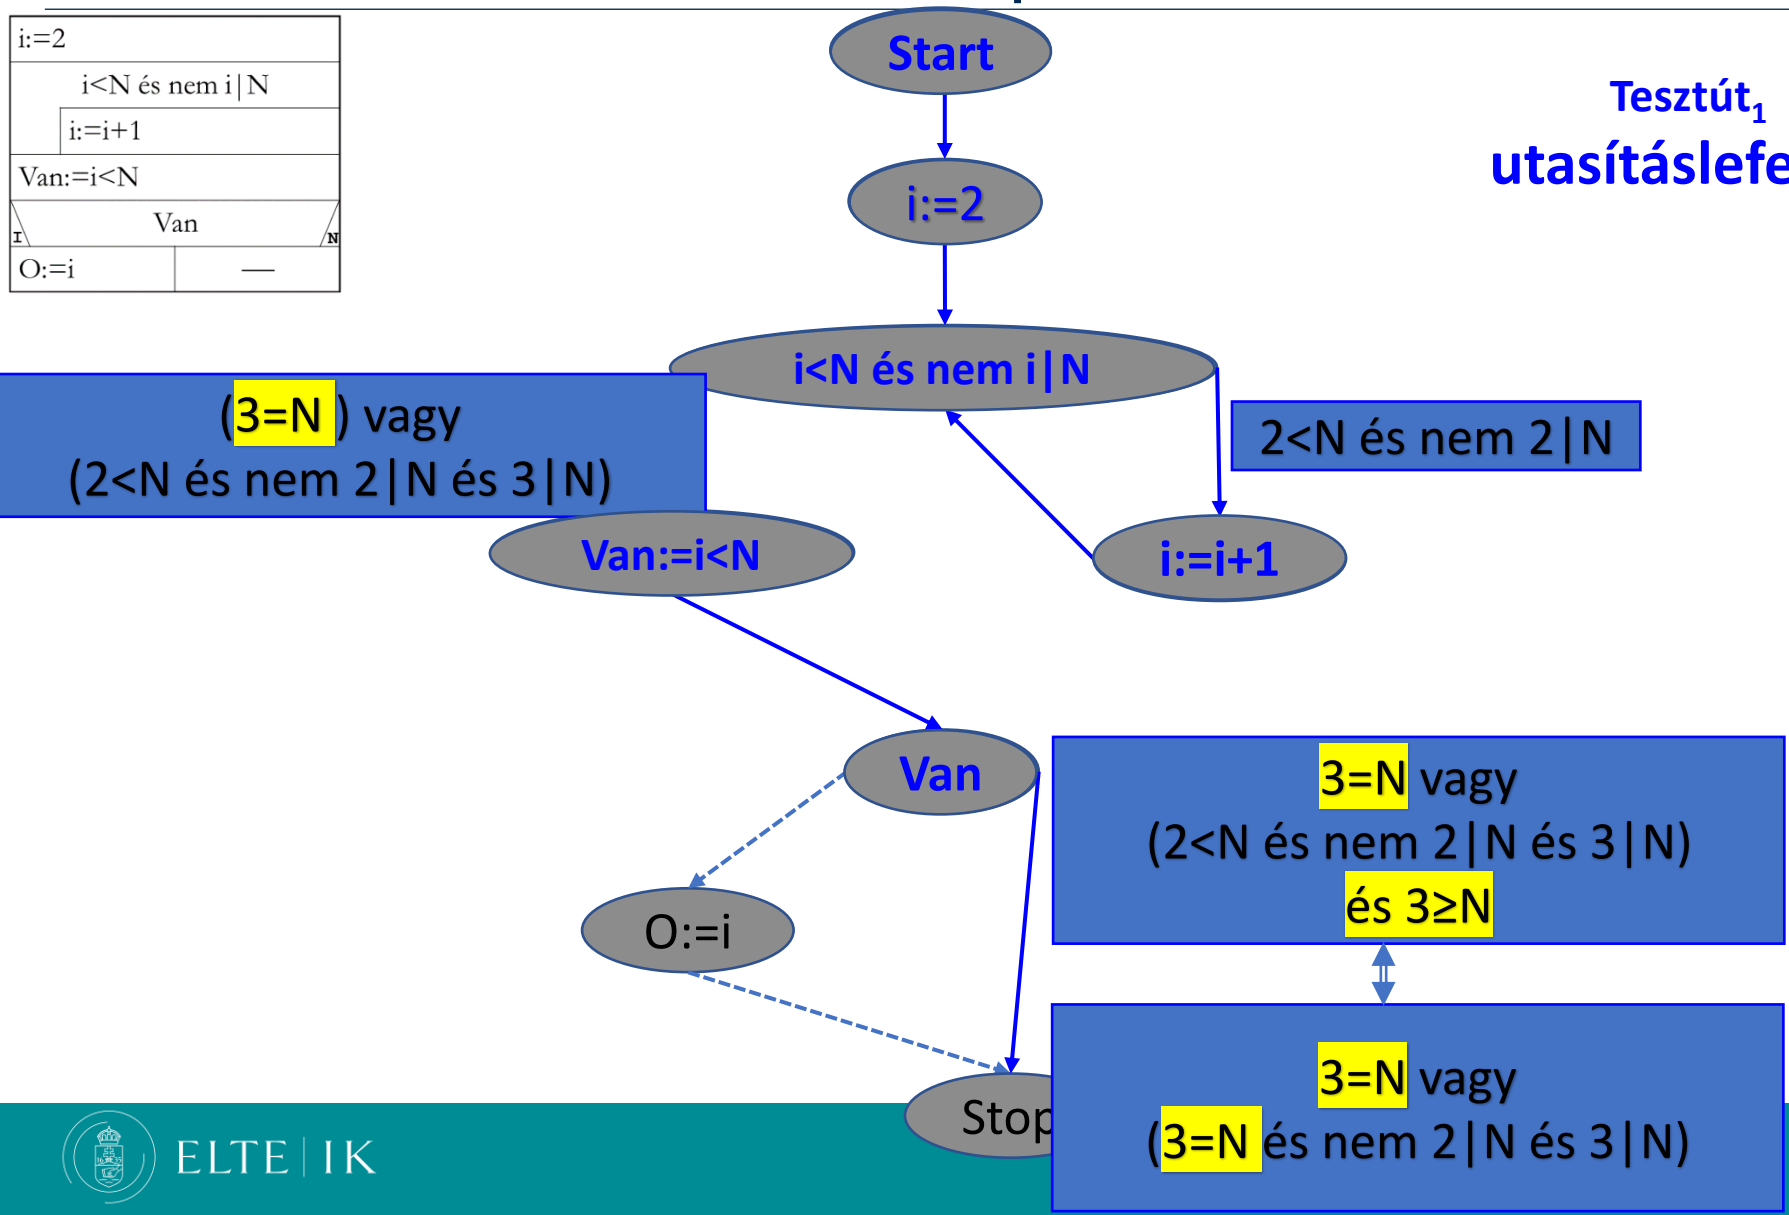 i:=2
i<N és nem i|N
i:=i+1
Van:=i<N
Van
I
N
O:=i
—
Start
Tesztút1
utasításlefe
i:=2
i<N és nem i|N
(3=N ) vagy
(2<N és nem 2|N és 3|N)
2<N és nem 2|N
Van:=i<N
i:=i+1
Van
3=N vagy
(2<N és nem 2|N és 3|N)
és 3≥N
O:=i
3=N vagy
(3=N és nem 2|N és 3|N)
Stop
ELTE | IK